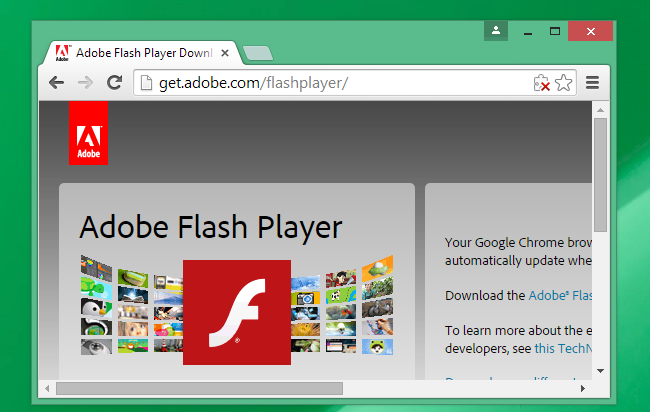 Adobe Flash Player Downl
get.adobe.com/flashplayer/
Adobe
Adobe Flash Player
Your Google Chrome brow
automatically update whe
Download the Adobe® Flas
To learn more about the e
developers, see this TechN